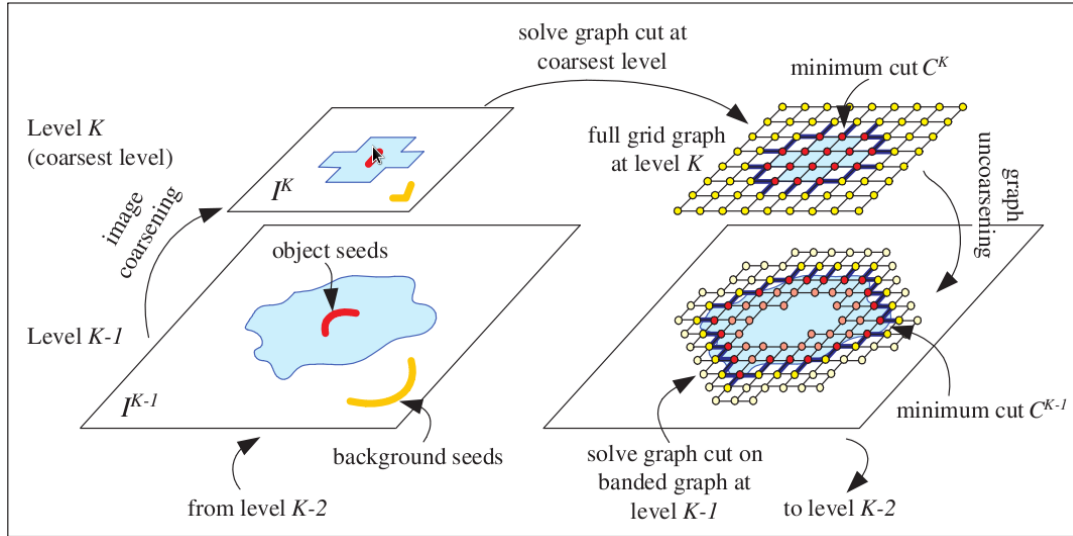 solve graph cut at
coarsest level
minimum cut C^K
Level K
(coarsest level)
full grid graph
at level K
I^K
image
coarsening
graph
uncoarsening
object seeds
Level K-1
I^{K-1}
minimum cut C^{K-1}
background seeds
solve graph cut on
banded graph at
level K-1
from level K-2
to level K-2